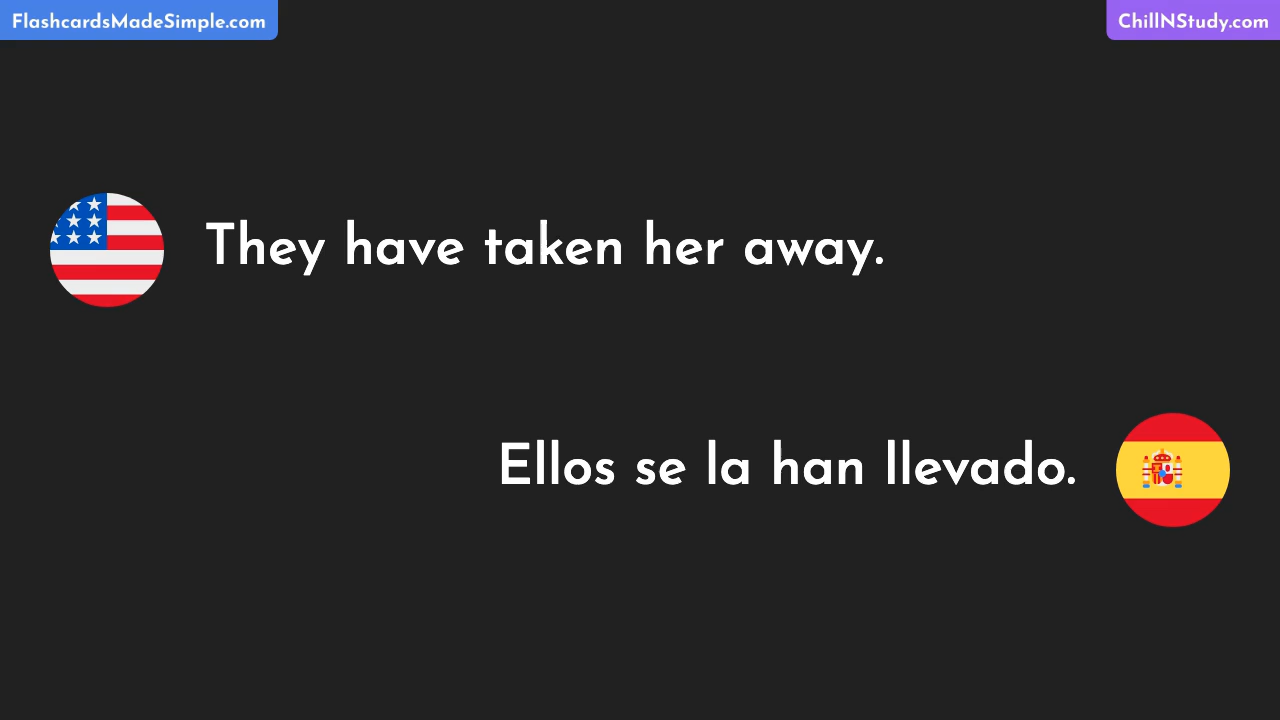 FlashcardsMadeSimple.com
ChillNStudy.com
They have taken her away.
Ellos se la han llevado.